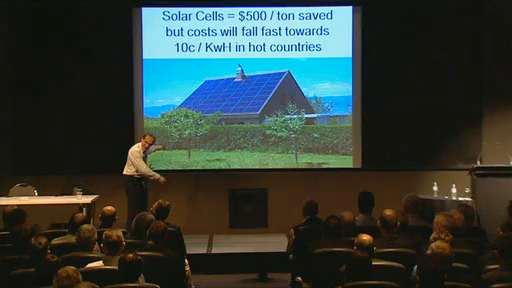 Solar Cells = $500 / ton saved
but costs will fall fast towards
10c / KwH in hot countries